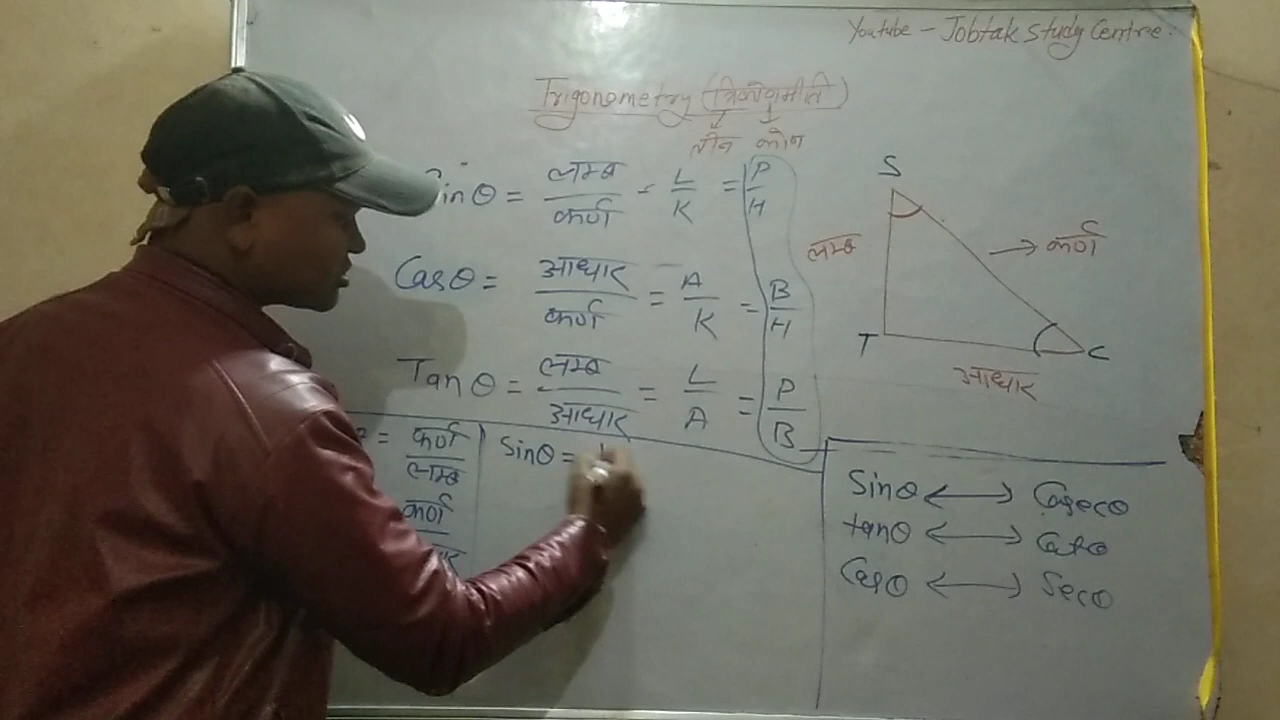 Youtube - Jobtak Study Centre.
Trigonometry (त्रिकोणमीति)
तीन कोन
inθ = लम्ब/कर्ण = L/K = P/H
Cosθ = आधार/कर्ण = A/K = B/H
Tanθ = लम्ब/आधार = L/A = P/B
S
लम्ब
कर्ण
T
C
आधार
= कर्ण/लम्ब
कर्ण
Sinθ =
Sinθ ↔ Cosecθ
tanθ ↔ Cotθ
Cosθ ↔ Secθ